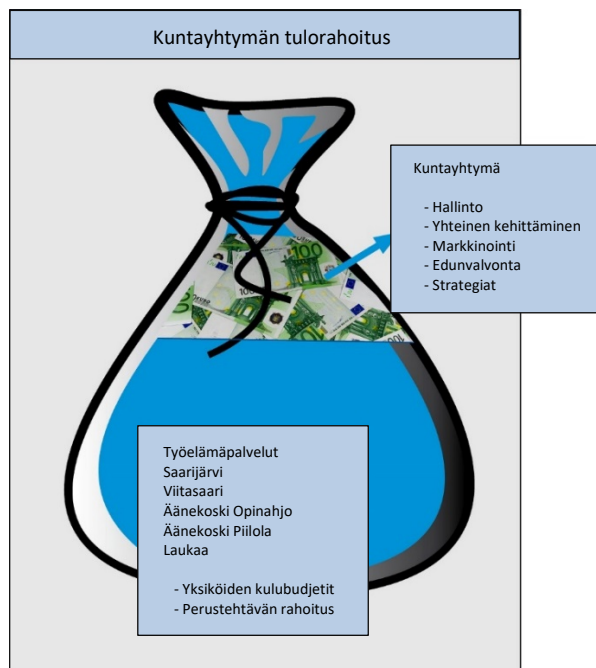 Kuntayhtymän tulorahoitus
Kuntayhtymä
- Hallinto
- Yhteinen kehittäminen
- Markkinointi
- Edunvalvonta
- Strategiat
100
Työelämäpalvelut
Saarijärvi
Viitasaari
Äänekoski Opinahjo
Äänekoski Piilola
Laukaa
- Yksiköiden kulubudjetit
- Perustehtävän rahoitus